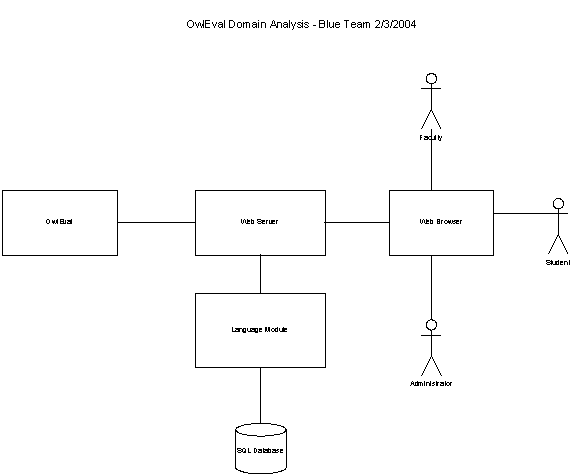 OwlEval Domain Analysis - Blue Team 2/3/2004
Faculty
OwlEval
Web Server
Web Browser
Student
Language Module
Administrator
SQL Database